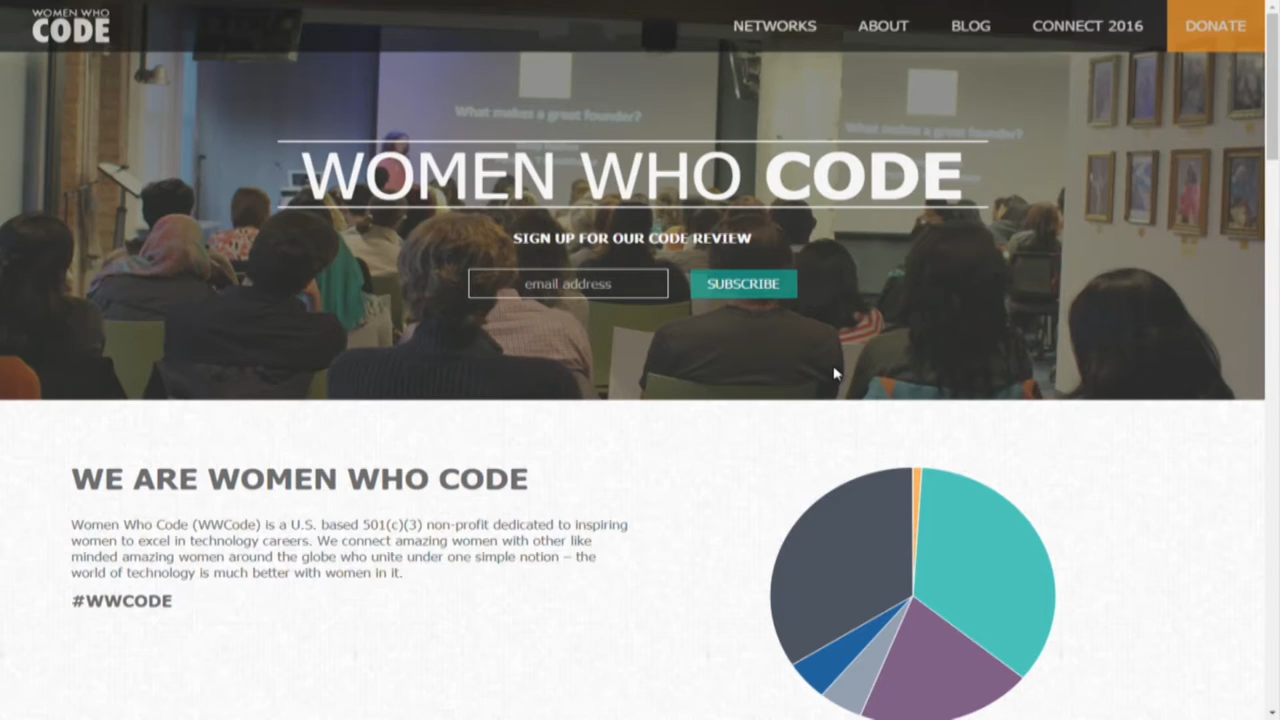 WOMEN WHO
CODE
NETWORKS ABOUT BLOG CONNECT 2016 DONATE
What makes a great founder?
What makes a great founder?
WOMEN WHO CODE
SIGN UP FOR OUR CODE REVIEW
email address SUBSCRIBE
WE ARE WOMEN WHO CODE
Women Who Code (WWCode) is a U.S. based 501(c)(3) non-profit dedicated to inspiring
women to excel in technology careers. We connect amazing women with other like
minded amazing women around the globe who unite under one simple notion – the
world of technology is much better with women in it.
#WWCODE